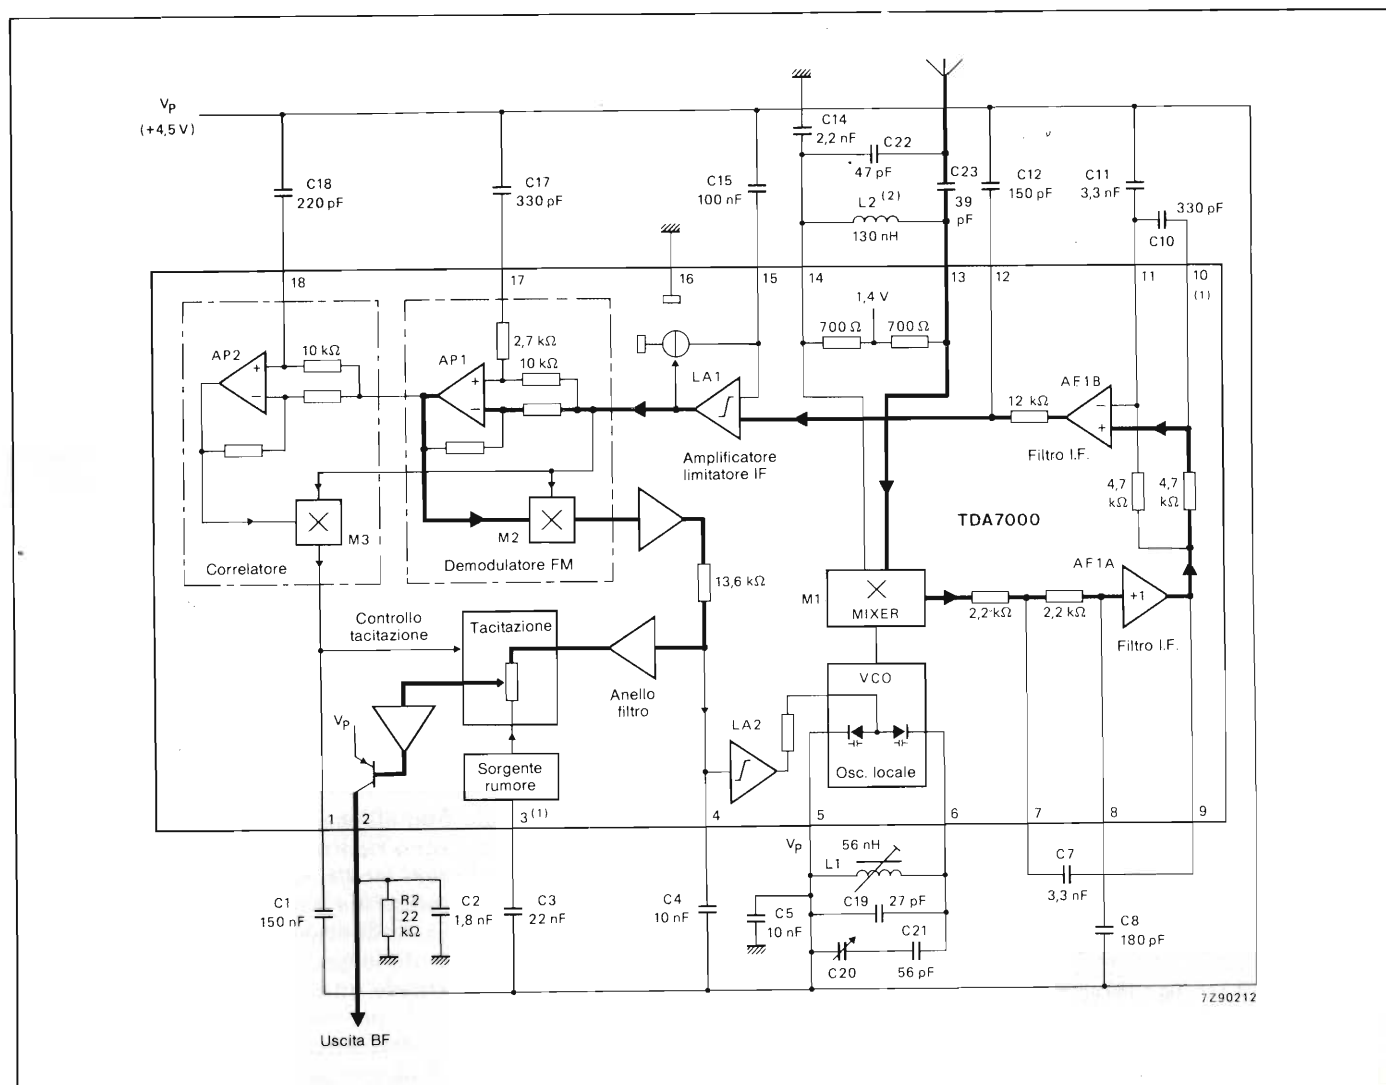 Vp
(+4,5 V)
C18
220 pF
C17
330 pF
C15
100 nF
C14
2,2 nF
C22
47 pF
L2 (2)
130 nH
C23
39
pF
C12
150 pF
C11
3,3 nF
330 pF
C10
18
17
16
15
14
13
12
11
10
(1)
AP2
10 kΩ
2,7 kΩ
AP1
10 kΩ
LA1
1,4 V
700 Ω
700 Ω
AF1B
12 kΩ
Filtro I.F.
Amplificatore
limitatore IF
4,7
kΩ
4,7
kΩ
TDA7000
M3
Correlatore
M2
Demodulatore FM
13,6 kΩ
M1
MIXER
2,2 kΩ
2,2 kΩ
AF1A
+1
Filtro I.F.
Controllo
tacitazione
Tacitazione
Anello
filtro
VCO
Osc. locale
LA2
Vp
Sorgente
rumore
1
2
3 (1)
4
5
6
7
8
9
Vp
56 nH
L1
C7
3,3 nF
C1
150 nF
R2
22
kΩ
C2
1,8 nF
C3
22 nF
C4
10 nF
C5
10 nF
C19
27 pF
C20
C21
56 pF
C8
180 pF
7Z90212
Uscita BF